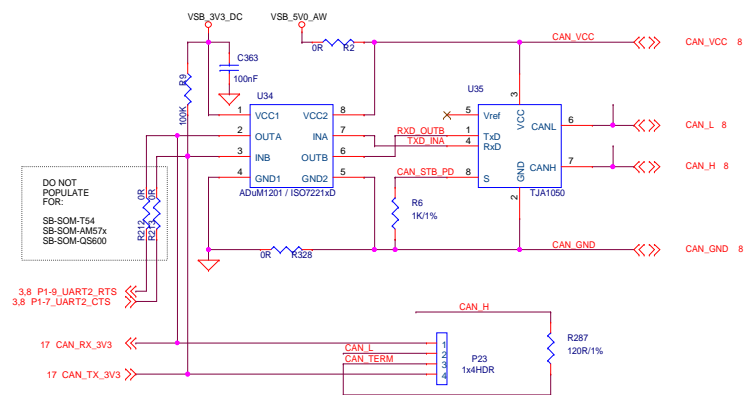 VSB_3V3_DC
VSB_5V0_AW
CAN_VCC
CAN_VCC 8
0R
R2
C363
100nF
R9
100K
U34
1
VCC1
VCC2
8
2
OUTA
INA
7
3
INB
OUTB
6
4
GND1
GND2
5
ADuM1201 / ISO7221xD
RXD_OUTB
TXD_INA
CAN_STB_PD
U35
3
5
Vref
VCC
1
TxD
CANL
6
4
RxD
CANH
7
8
S
GND
2
TJA1050
CAN_L 8
CAN_H 8
R6
1K/1%
DO NOT
POPULATE
FOR:
SB-SOM-T54
SB-SOM-AM57x
SB-SOM-QS600
0R
0R
R212
R213
0R
R328
CAN_GND
CAN_GND 8
3,8 P1-9_UART2_RTS
3,8 P1-7_UART2_CTS
17 CAN_RX_3V3
17 CAN_TX_3V3
CAN_H
CAN_L
CAN_TERM
1
2
3
4
P23
1x4HDR
R287
120R/1%